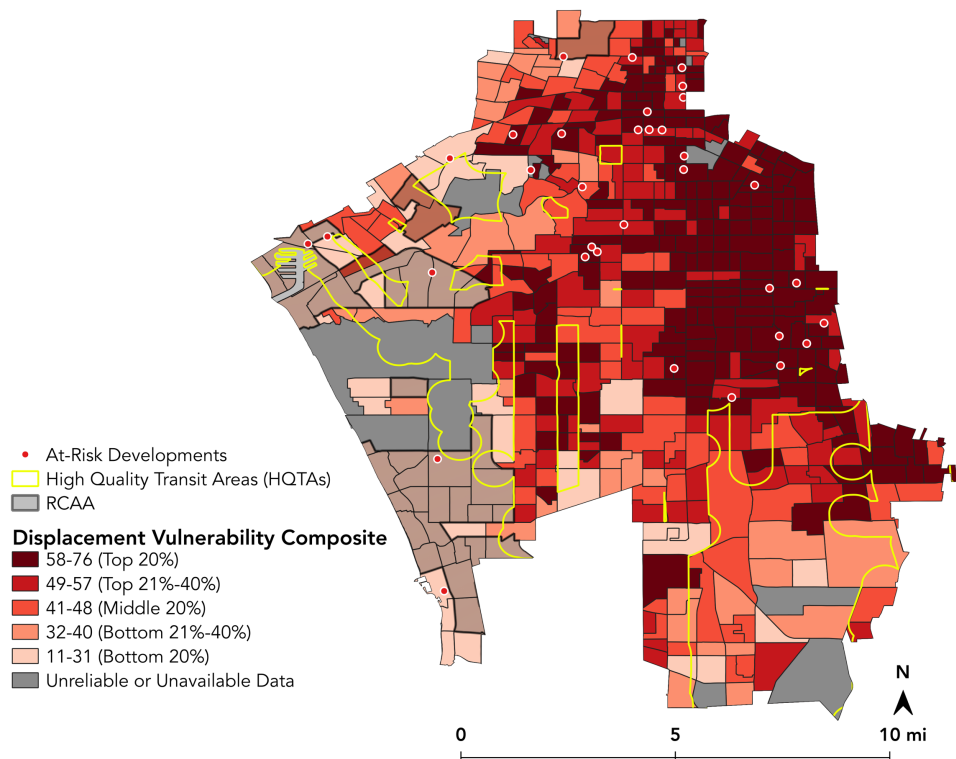 At-Risk Developments
High Quality Transit Areas (HQTAs)
RCAA
Displacement Vulnerability Composite
58-76 (Top 20%)
49-57 (Top 21%-40%)
41-48 (Middle 20%)
32-40 (Bottom 21%-40%)
11-31 (Bottom 20%)
Unreliable or Unavailable Data
N
0 5 10 mi